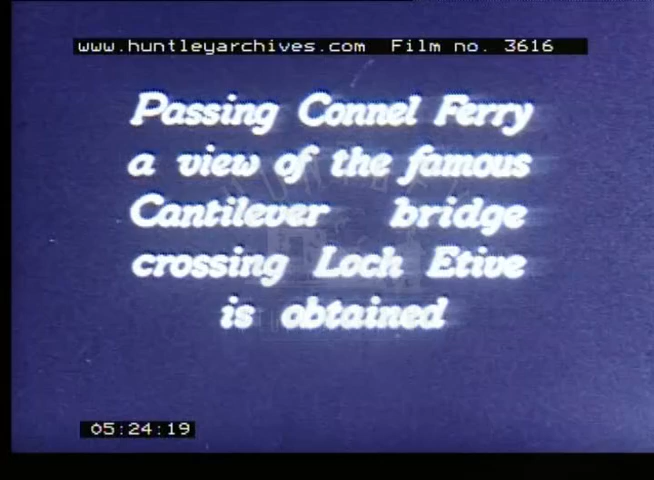 www.huntleyarchives.com Film no. 3616
Passing Connel Ferry
a view of the famous
Cantilever bridge
crossing Loch Etive
is obtained
05:24:19